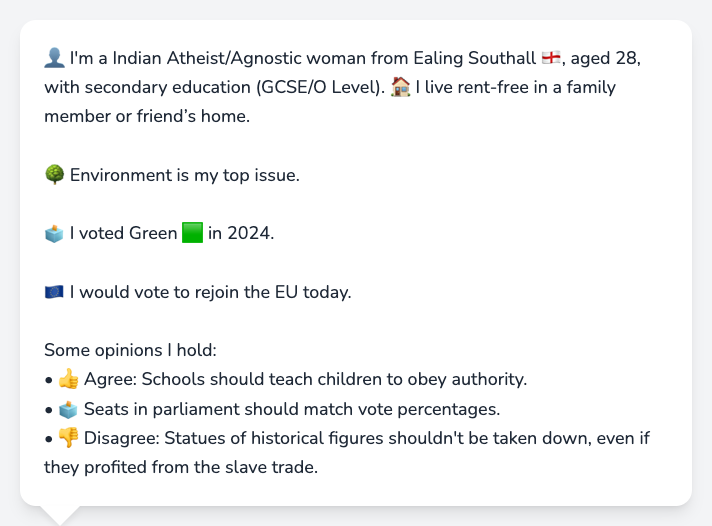 👤 I'm a Indian Atheist/Agnostic woman from Ealing Southall 🏴󠁧󠁢󠁥󠁮󠁧󠁿, aged 28,
with secondary education (GCSE/O Level). 🏠 I live rent-free in a family
member or friend’s home.
🌳 Environment is my top issue.
🗳️ I voted Green 🟩 in 2024.
🇪🇺 I would vote to rejoin the EU today.
Some opinions I hold:
• 👍 Agree: Schools should teach children to obey authority.
• 🗳️ Seats in parliament should match vote percentages.
• 👎 Disagree: Statues of historical figures shouldn't be taken down, even if
they profited from the slave trade.